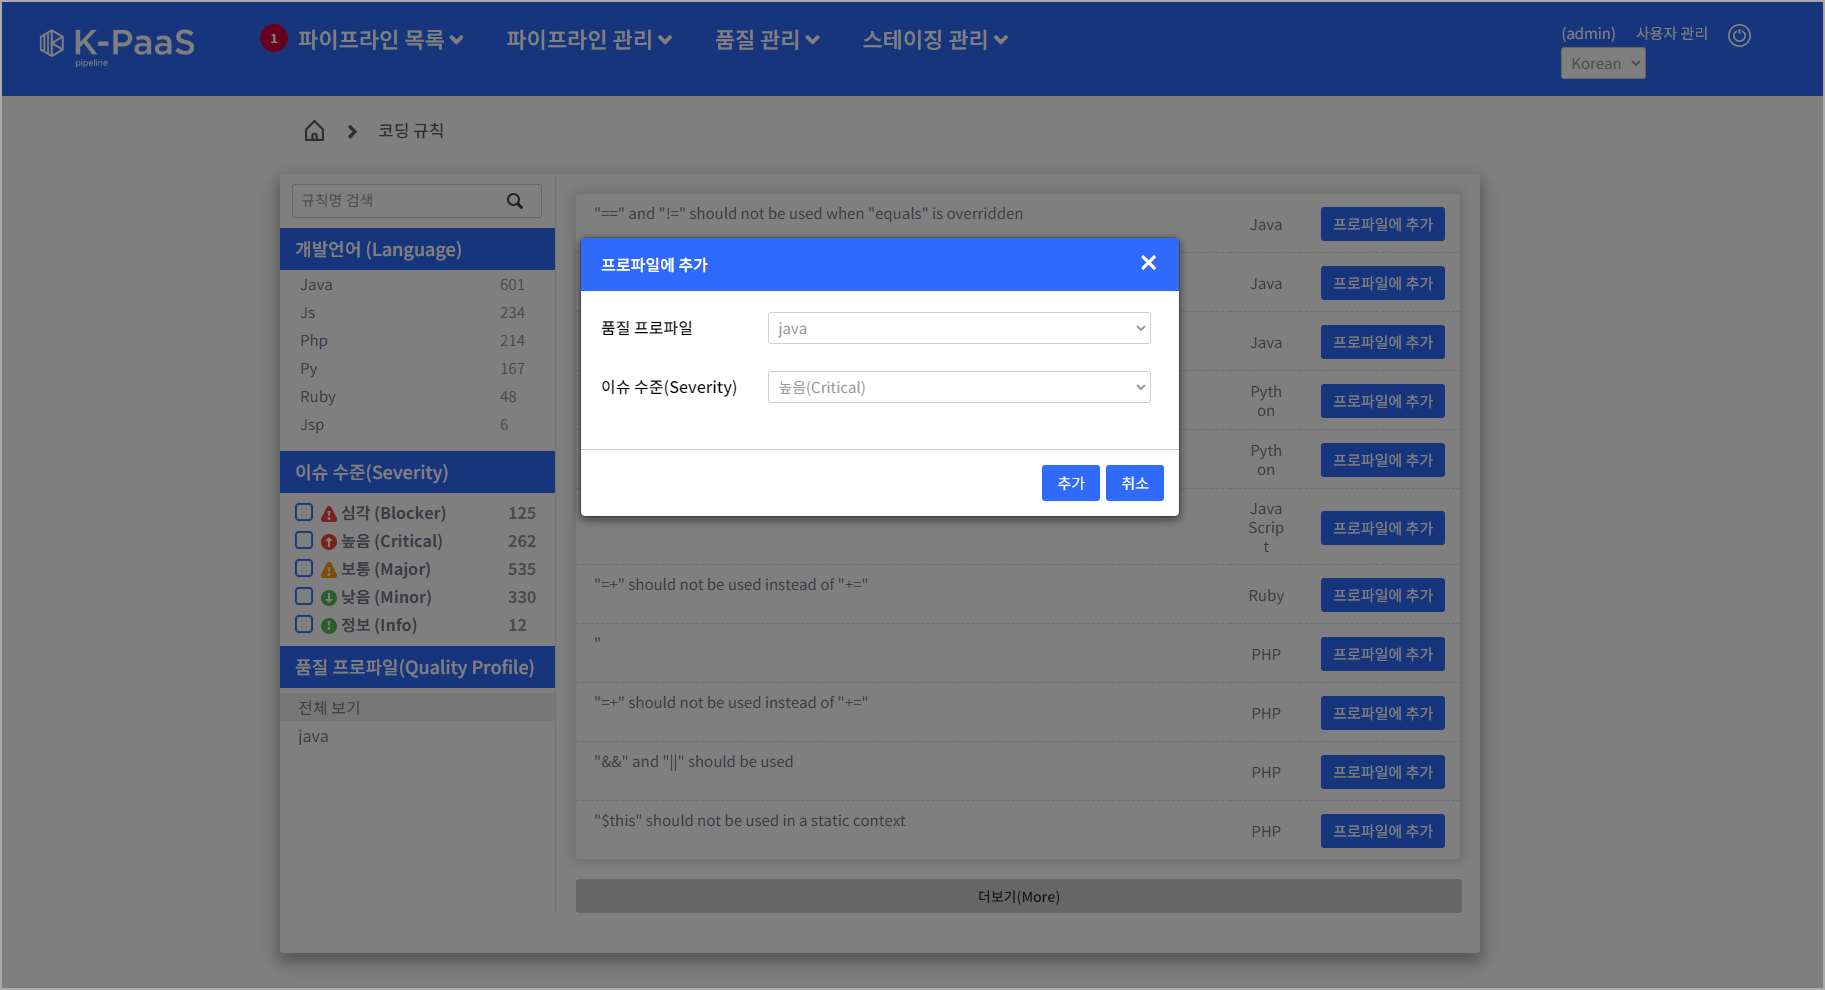 K-PaaS
pipeline
1
파이프라인 목록
파이프라인 관리
품질 관리
스테이징 관리
(admin)
사용자 관리
Korean
코딩 규칙
규칙명 검색
개발언어 (Language)
Java 601
Js 234
Php 214
Py 167
Ruby 48
Jsp 6
이슈 수준(Severity)
심각 (Blocker) 125
높음 (Critical) 262
보통 (Major) 535
낮음 (Minor) 330
정보 (Info) 12
품질 프로파일(Quality Profile)
전체 보기
java
"==" and "!=" should not be used when "equals" is overridden
Java
프로파일에 추가
Java
프로파일에 추가
Java
프로파일에 추가
Pyth
on
프로파일에 추가
Pyth
on
프로파일에 추가
Java
Scrip
t
프로파일에 추가
"=+" should not be used instead of "+="
Ruby
프로파일에 추가
"
PHP
프로파일에 추가
"=+" should not be used instead of "+="
PHP
프로파일에 추가
"&&" and "||" should be used
PHP
프로파일에 추가
"$this" should not be used in a static context
PHP
프로파일에 추가
더보기(More)
프로파일에 추가
품질 프로파일
java
이슈 수준(Severity)
높음(Critical)
추가
취소